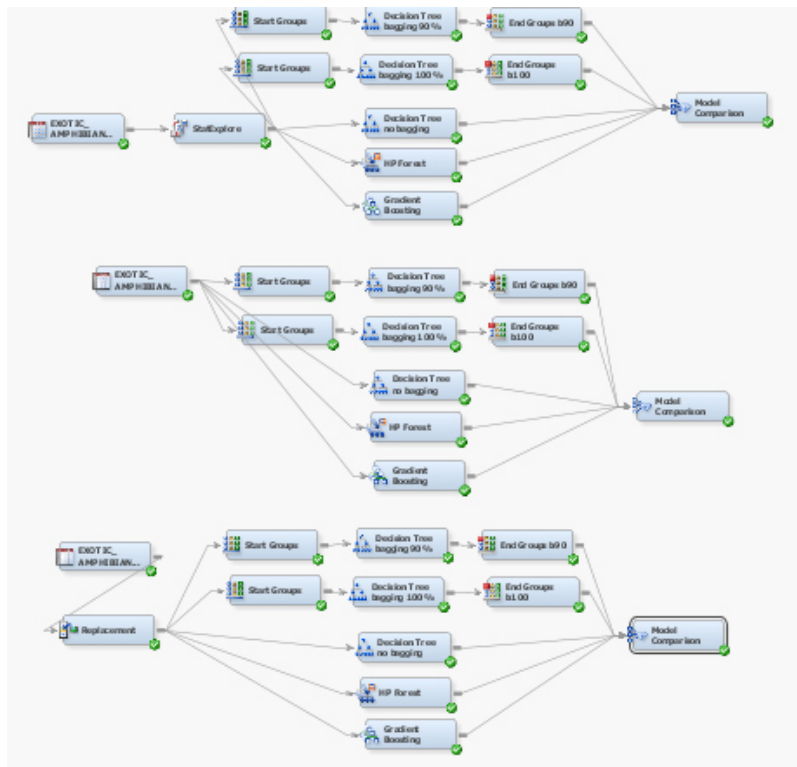 Start Groups
Decision Tree
bagging 90 %
End Groups b90
Start Groups
Decision Tree
bagging 100 %
End Groups
b100
Model
Comparison
EXOTIC_
AMPHIBIAN...
StatExplore
Decision Tree
no bagging
HP Forest
Gradient
Boosting
EXOTIC_
AMPHIBIAN...
Start Groups
Decision Tree
bagging 90 %
End Groups b90
Start Groups
Decision Tree
bagging 100 %
End Groups
b100
Decision Tree
no bagging
Model
Comparison
HP Forest
Gradient
Boosting
EXOTIC_
AMPHIBIAN...
Start Groups
Decision Tree
bagging 90 %
End Groups b90
Start Groups
Decision Tree
bagging 100 %
End Groups
b100
Replacement
Model
Comparison
Decision Tree
no bagging
HP Forest
Gradient
Boosting